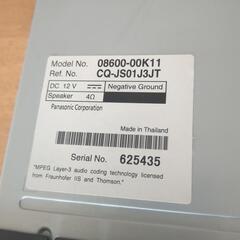 Model No. 08600-00K11
Ref. No. CQ-JS01J3JT
DC 12 V Negative Ground
Speaker 4Ω
Panasonic Corporation
Made in Thailand
Serial No. 625435
"MPEG Layer-3 audio coding technology licensed
from Fraunhofer IIS and Thomson."